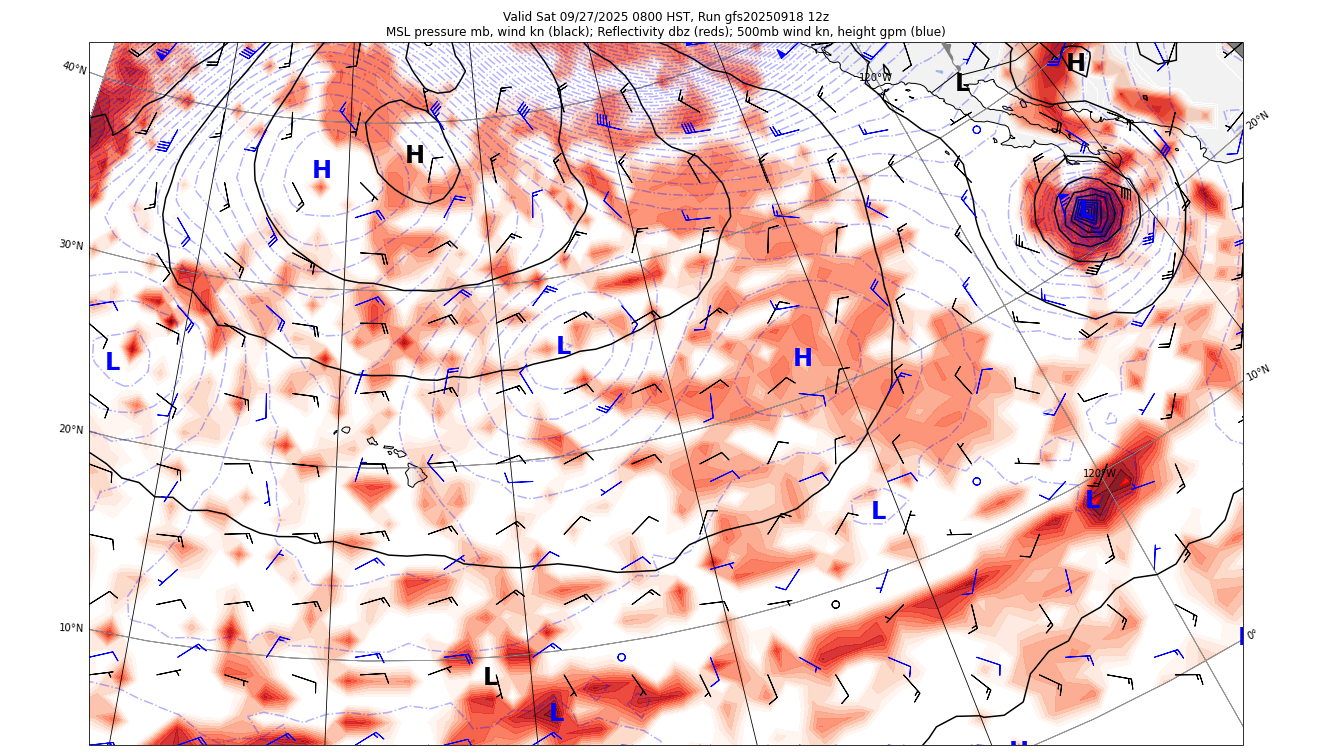 Valid Sat 09/27/2025 0800 HST, Run gfs20250918 12z
MSL pressure mb, wind kn (black); Reflectivity dbz (reds); 500mb wind kn, height gpm (blue)
H
L
40°N
120°W
20°N
H
H
30°N
L
L
H
10°N
20°N
120°W
L
L
10°N
0°
L
L